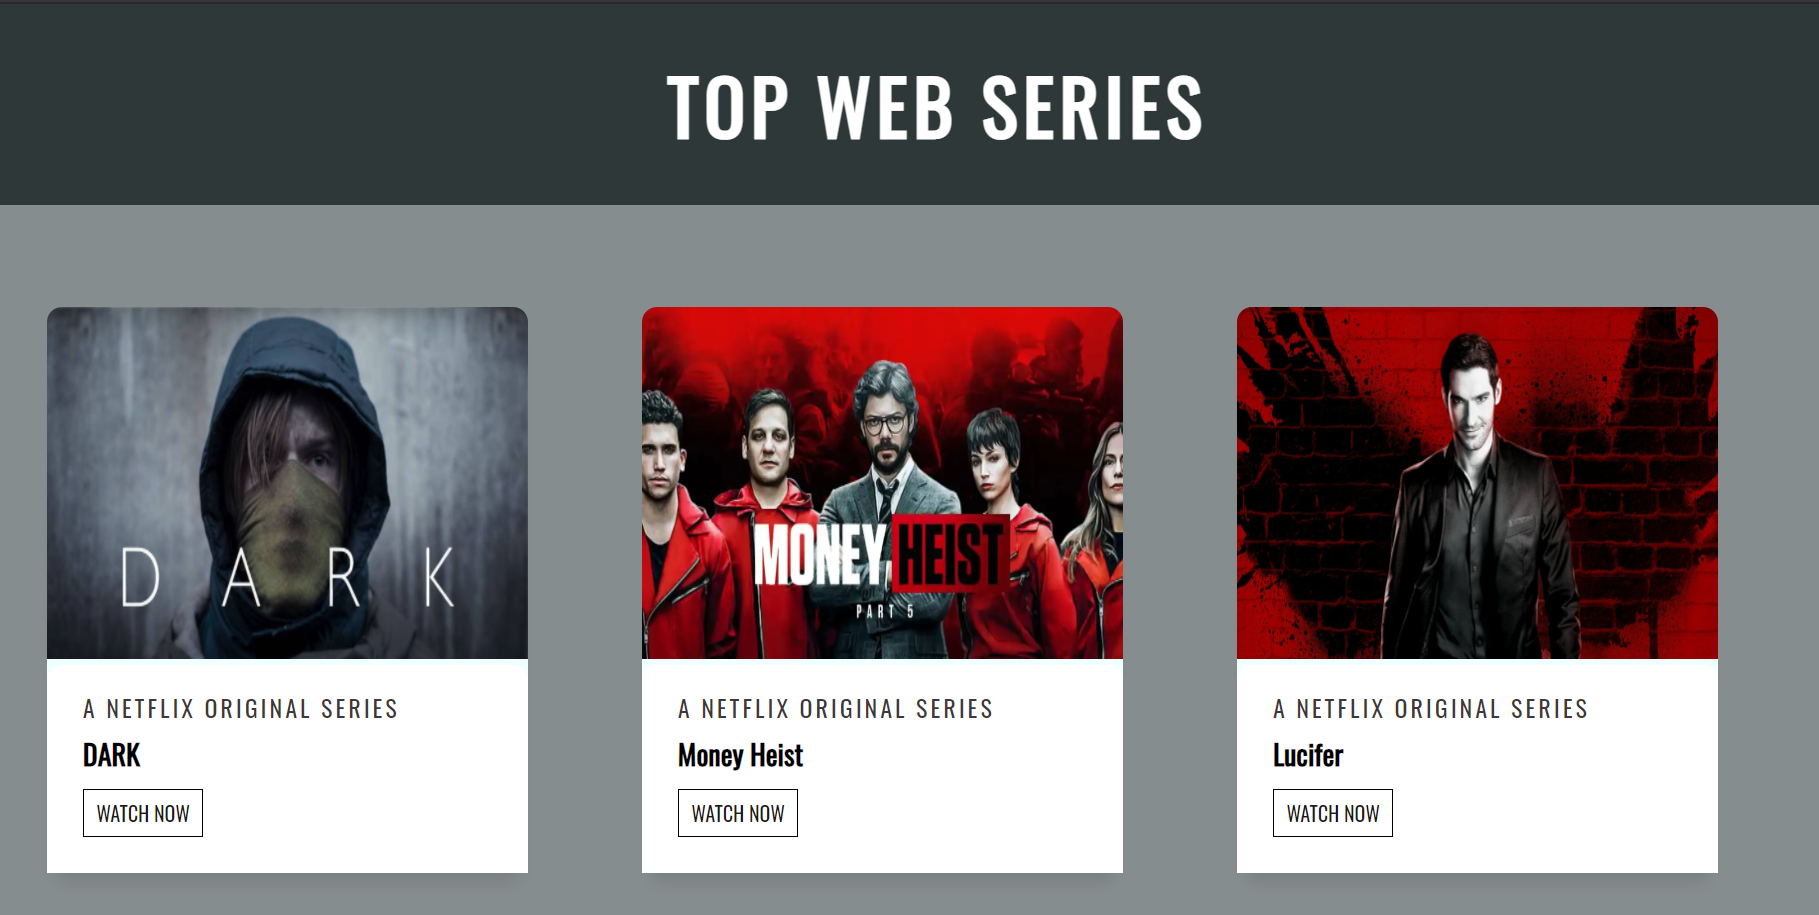 TOP WEB SERIES
DARK
MONEY HEIST
PART 5
A NETFLIX ORIGINAL SERIES
DARK
WATCH NOW
A NETFLIX ORIGINAL SERIES
Money Heist
WATCH NOW
A NETFLIX ORIGINAL SERIES
Lucifer
WATCH NOW